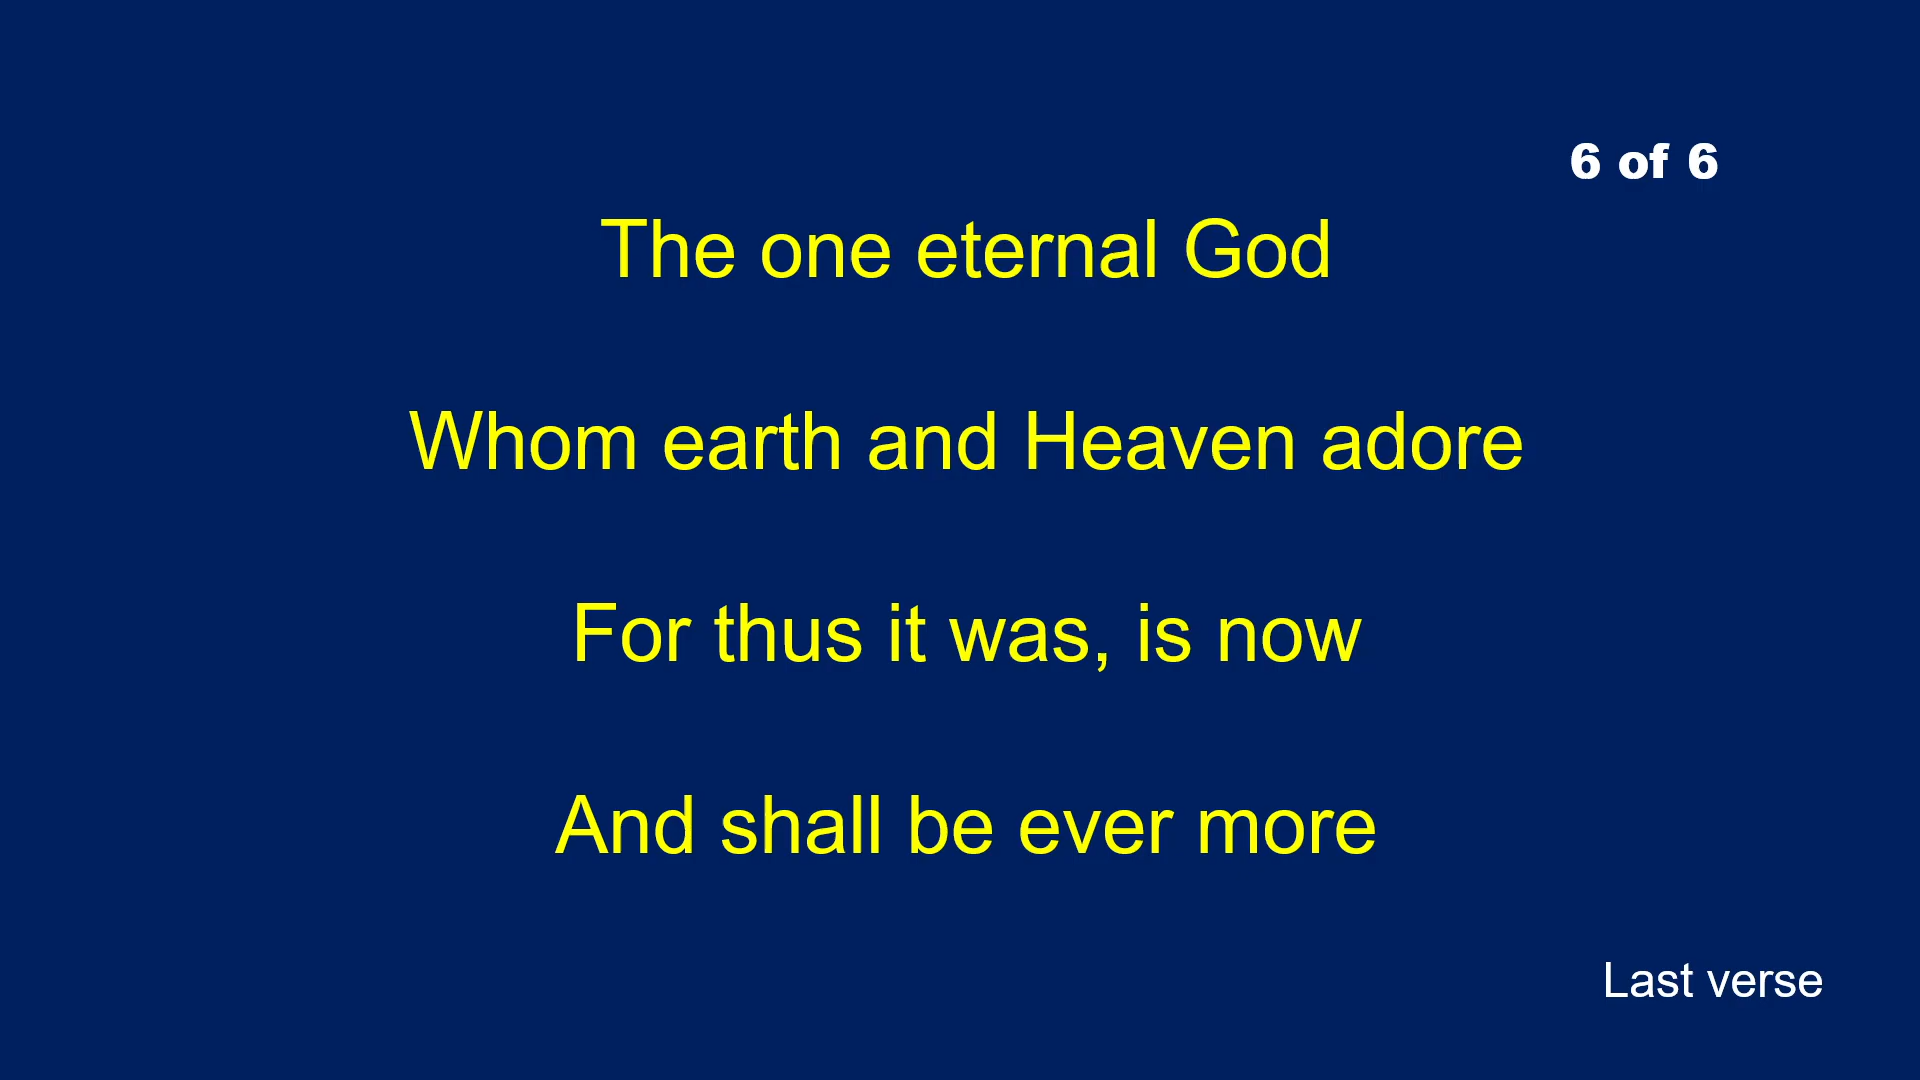 6 of 6
The one eternal God
Whom earth and Heaven adore
For thus it was, is now
And shall be ever more
Last verse